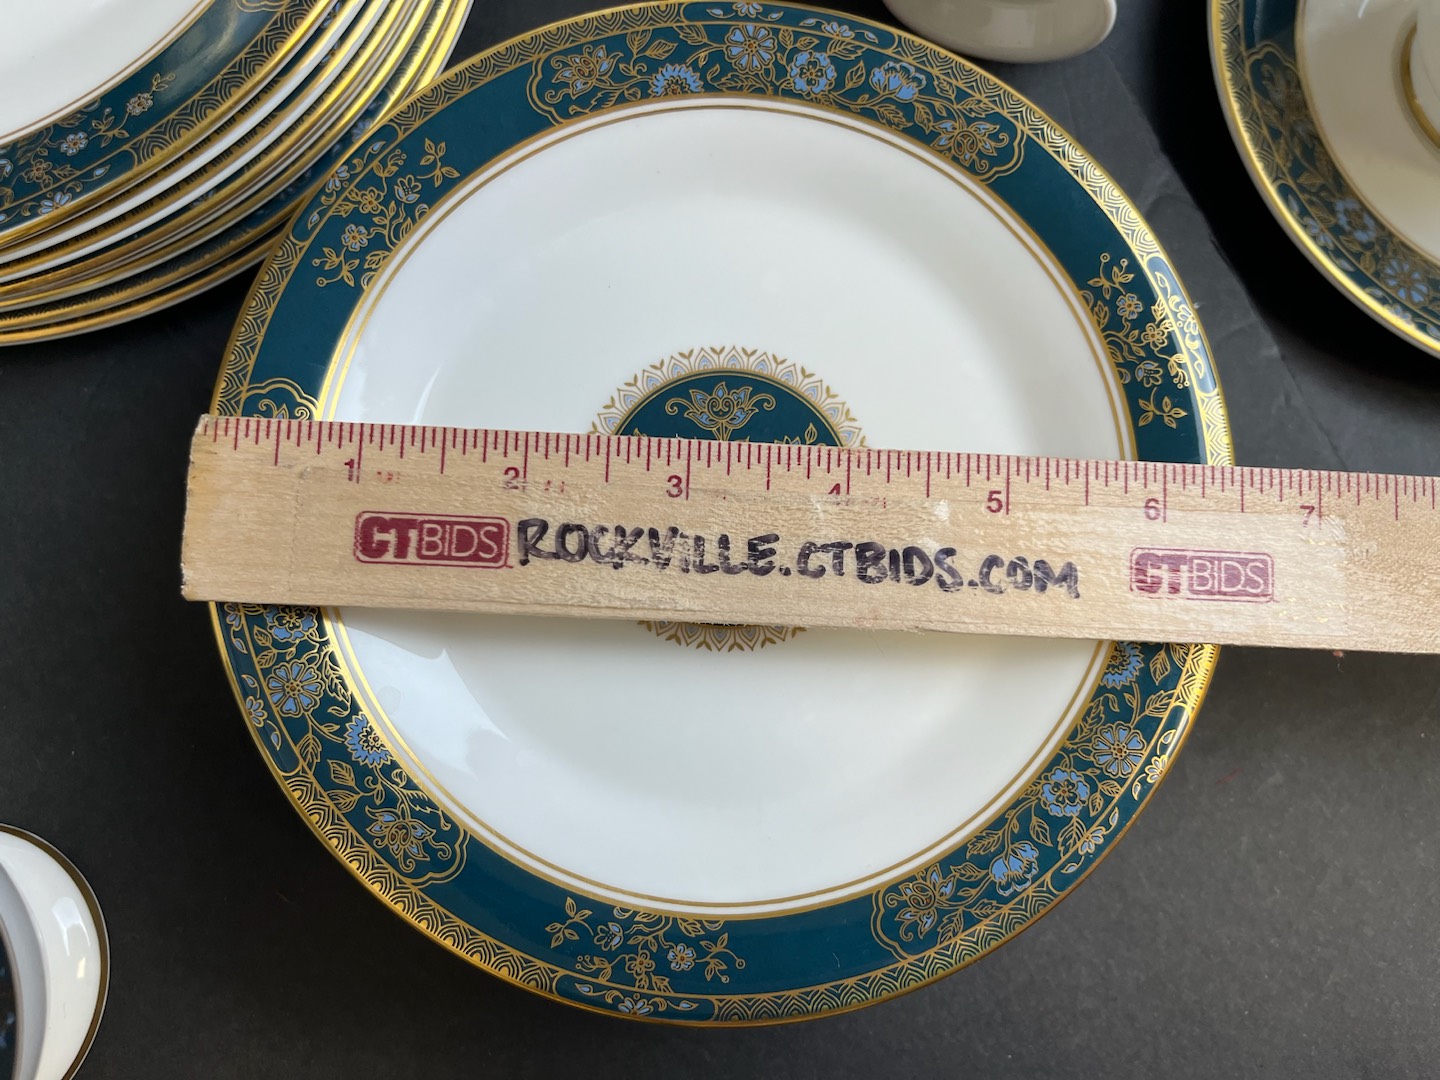 1 2 3 4 5 6 7
CTBIDS ROCKVILLE.CTBIDS.COM CTBIDS